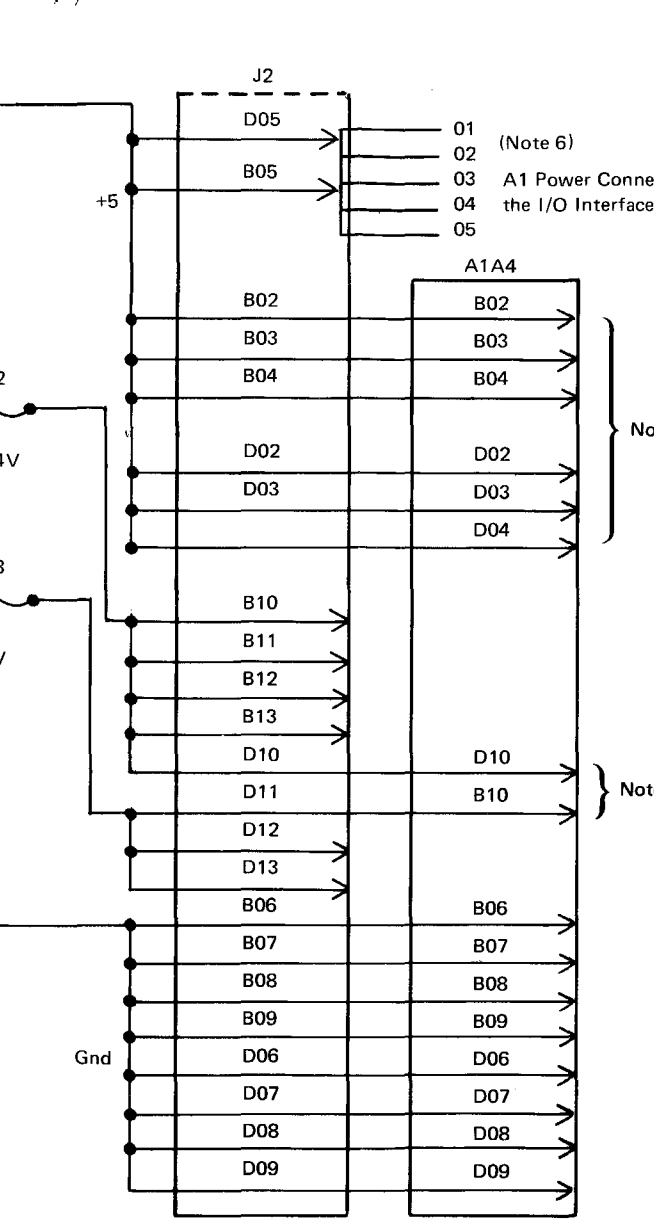 J2
D05
01
(Note 6)
02
B05
03
A1 Power Conne
+5
04
the I/O Interface
05
A1A4
B02
B02
B03
B03
2
B04
B04
No
4V
D02
D02
D03
D03
D04
3
B10
B11
B12
B13
D10
D10
Not
D11
B10
D12
D13
B06
B06
B07
B07
B08
B08
B09
B09
Gnd
D06
D06
D07
D07
D08
D08
D09
D09